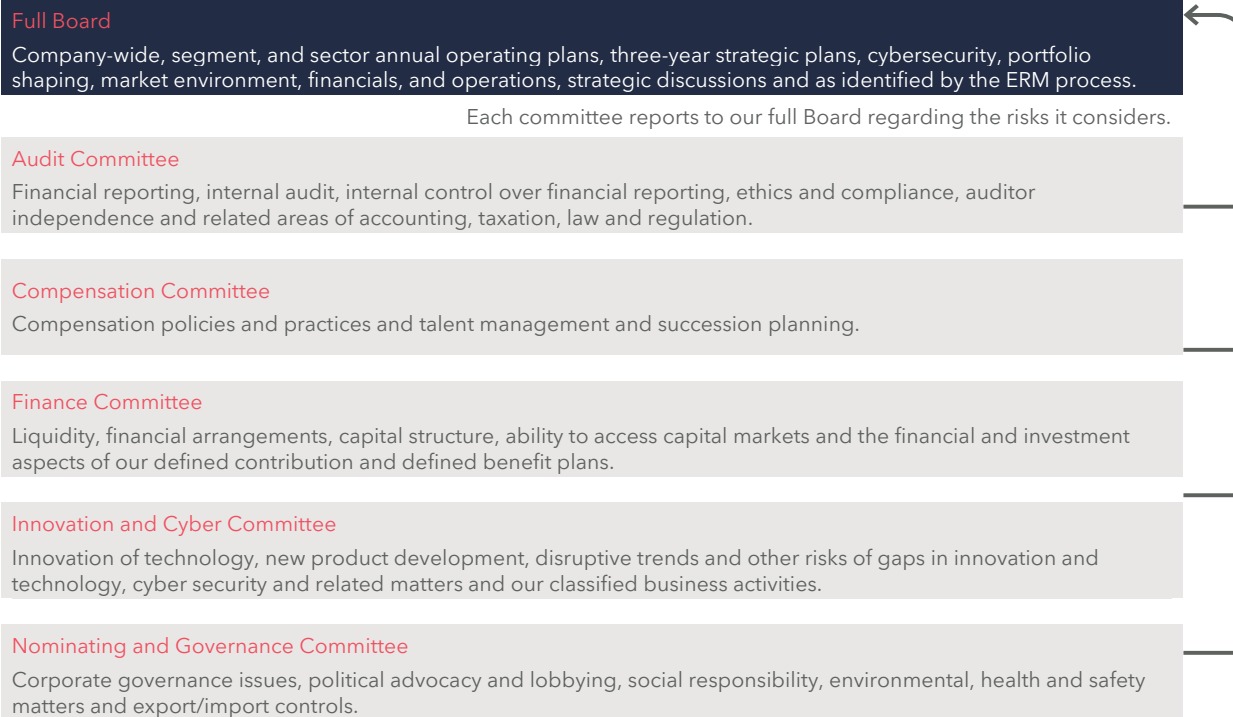 Full Board
Company-wide, segment, and sector annual operating plans, three-year strategic plans, cybersecurity, portfolio
shaping, market environment, financials, and operations, strategic discussions and as identified by the ERM process.
Each committee reports to our full Board regarding the risks it considers.
Audit Committee
Financial reporting, internal audit, internal control over financial reporting, ethics and compliance, auditor
independence and related areas of accounting, taxation, law and regulation.
Compensation Committee
Compensation policies and practices and talent management and succession planning.
Finance Committee
Liquidity, financial arrangements, capital structure, ability to access capital markets and the financial and investment
aspects of our defined contribution and defined benefit plans.
Innovation and Cyber Committee
Innovation of technology, new product development, disruptive trends and other risks of gaps in innovation and
technology, cyber security and related matters and our classified business activities.
Nominating and Governance Committee
Corporate governance issues, political advocacy and lobbying, social responsibility, environmental, health and safety
matters and export/import controls.